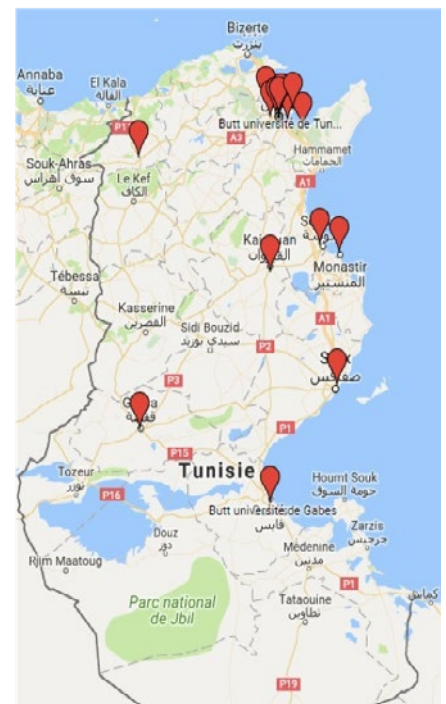 Bizerte
بنزرت
Annaba
عنابة
El Kala
القالة
Butt université de Tun...
A3
Hammamet
الحمامات
Souk-Ahras
سوق أهراس
Le Kef
الكاف
A1
Monastir
المنستير
Tébessa
تبسة
Kasserine
القصرين
Sidi Bouzid
سيدي بوزيد
A1
P2
صفاقس
P3
قفصة
P1
P15
Tunisie
Tozeur
توزر
P16
Houmt Souk
حومة السوق
Butt université de Gabes
قابس
Douz
دوز
Zarzis
جرجيس
Rjim Maatoug
Médenine
مدنين
P1
Parc national
de Jbil
Tataouine
تطاوين
P19